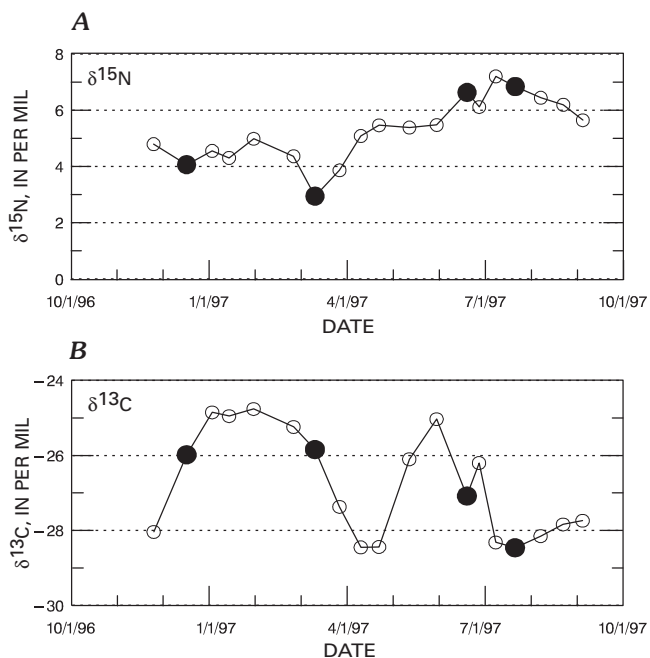 A
δ15N
δ15N, IN PER MIL
8
6
4
2
0
10/1/96 1/1/97 4/1/97 7/1/97 10/1/97
DATE
B
δ13C
δ13C, IN PER MIL
−24
−26
−28
−30
10/1/96 1/1/97 4/1/97 7/1/97 10/1/97
DATE